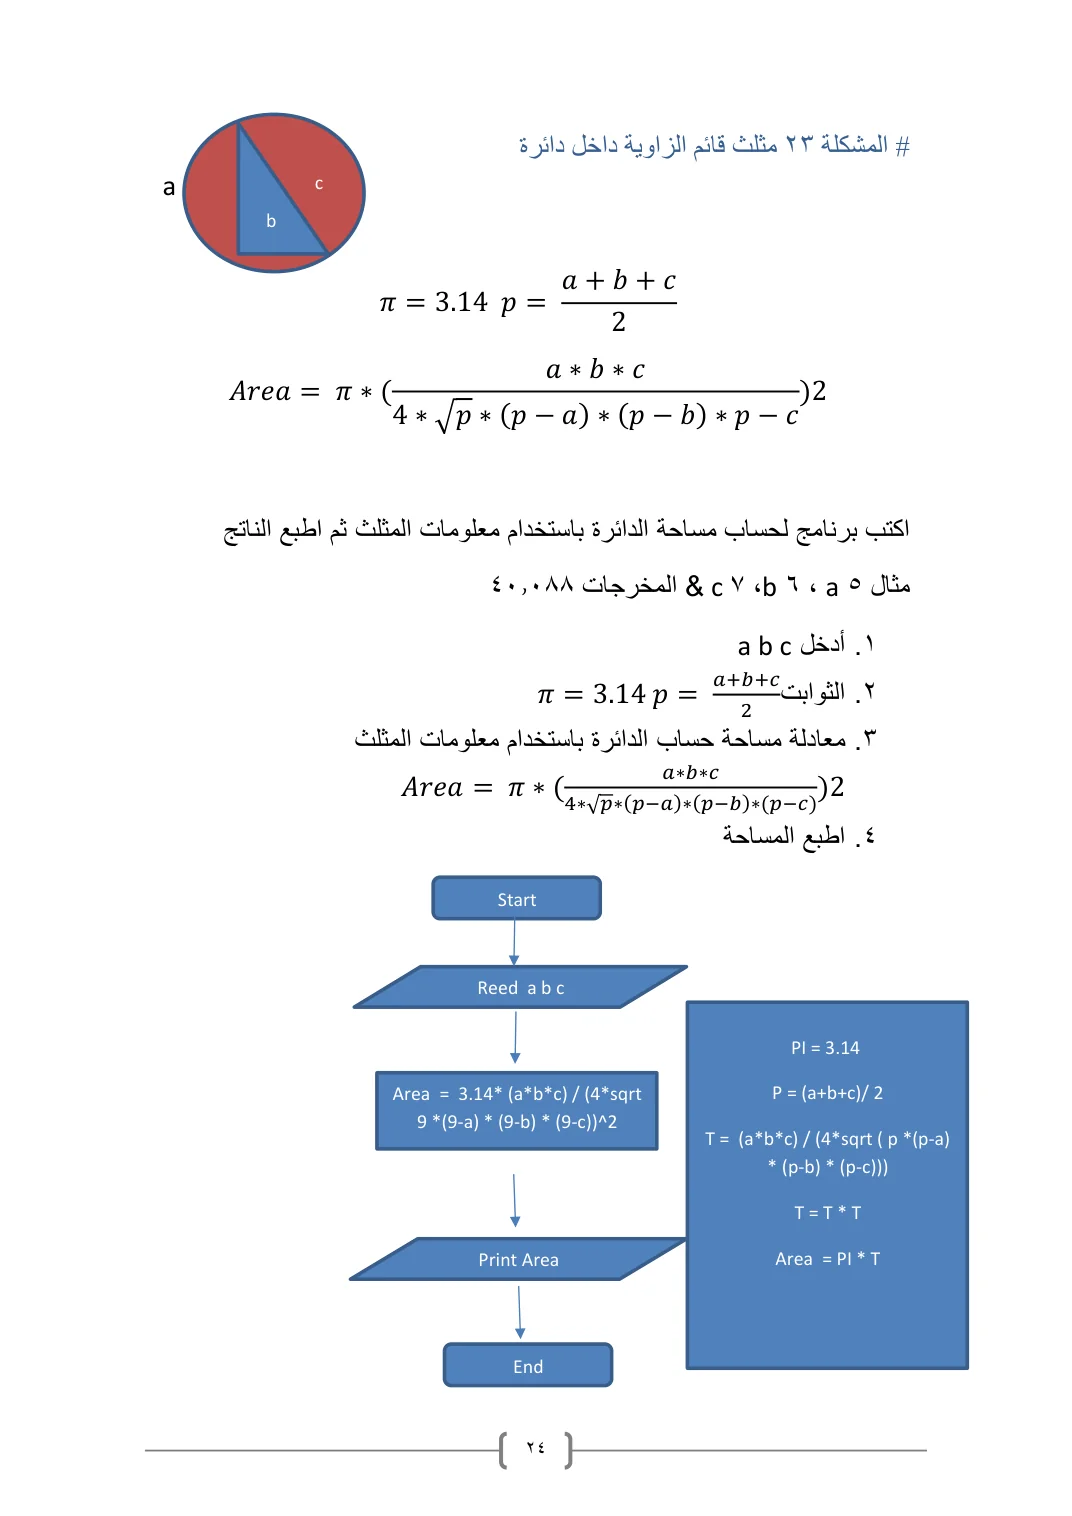 # المشكلة ٢٣ مثلث قائم الزاوية داخل دائرة
a
c
b
π = 3.14 p = (a + b + c) / 2
Area = π * ( (a * b * c) / (4 * √p * (p − a) * (p − b) * p − c) )2
اكتب برنامج لحساب مساحة الدائرة باستخدام معلومات المثلث ثم اطبع الناتج
مثال a ٥ ، b ٦، c ٧ & المخرجات ٤٠,٠٨٨
١. أدخل a b c
٢. الثوابت π = 3.14 p = (a+b+c) / 2
٣. معادلة مساحة حساب الدائرة باستخدام معلومات المثلث
Area = π * ( (a*b*c) / (4*√p*(p−a)*(p−b)*(p−c)) )2
٤. اطبع المساحة
Start
Reed a b c
Area = 3.14* (a*b*c) / (4*sqrt
9 *(9-a) * (9-b) * (9-c))^2
Print Area
End
PI = 3.14
P = (a+b+c)/ 2
T = (a*b*c) / (4*sqrt ( p *(p-a)
* (p-b) * (p-c)))
T = T * T
Area = PI * T
٢٤